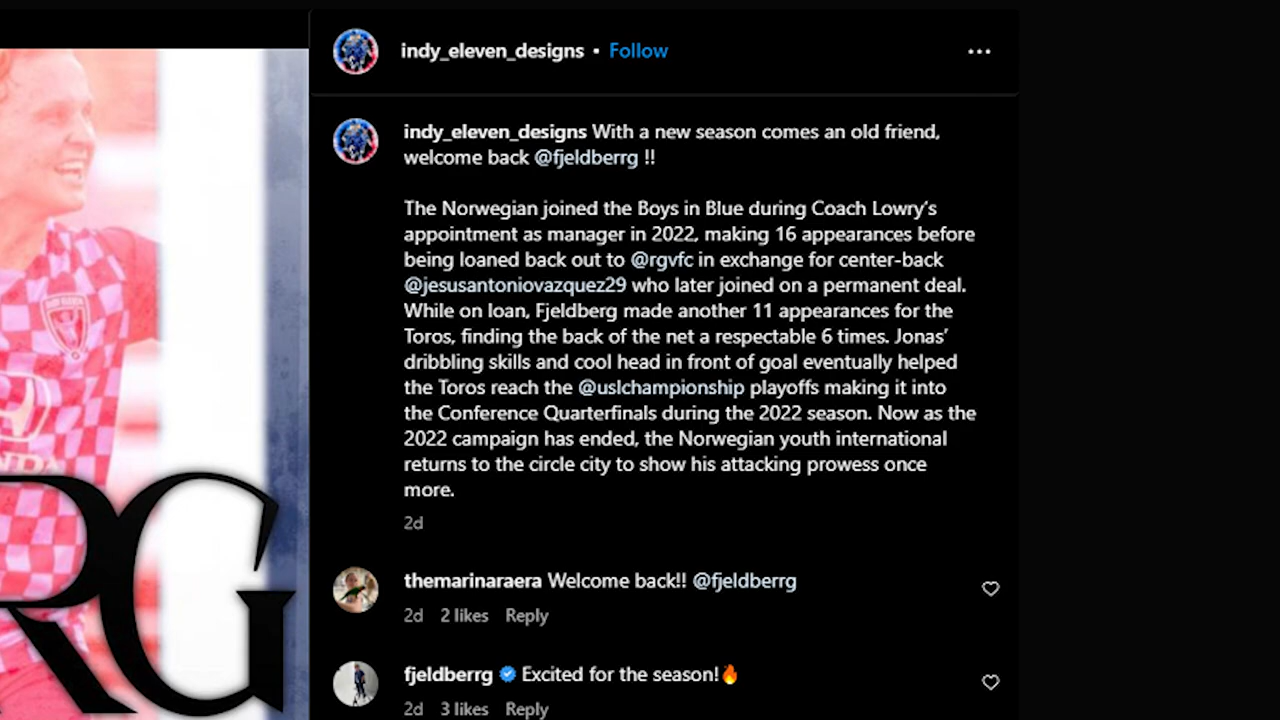 indy_eleven_designs • Follow
indy_eleven_designs With a new season comes an old friend,
welcome back @fjeldberrg !!
The Norwegian joined the Boys in Blue during Coach Lowry's
appointment as manager in 2022, making 16 appearances before
being loaned back out to @rgvfc in exchange for center-back
@jesusantoniovazquez29 who later joined on a permanent deal.
While on loan, Fjeldberg made another 11 appearances for the
Toros, finding the back of the net a respectable 6 times. Jonas'
dribbling skills and cool head in front of goal eventually helped
the Toros reach the @uslchampionship playoffs making it into
the Conference Quarterfinals during the 2022 season. Now as the
2022 campaign has ended, the Norwegian youth international
returns to the circle city to show his attacking prowess once
more.
2d
themarinaraera Welcome back!! @fjeldberrg
2d 2 likes Reply
fjeldberrg Excited for the season!🔥
2d 3 likes Reply
INDY ELEVEN
RG